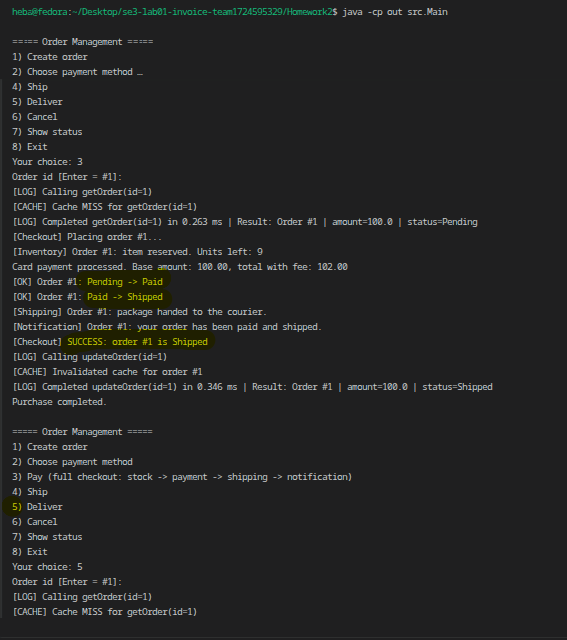 heba@fedora:~/Desktop/se3-lab01-invoice-team1724595329/Homework2$ java -cp out src.Main
===== Order Management =====
1) Create order
2) Choose payment method …
4) Ship
5) Deliver
6) Cancel
7) Show status
8) Exit
Your choice: 3
Order id [Enter = #1]:
[LOG] Calling getOrder(id=1)
[CACHE] Cache MISS for getOrder(id=1)
[LOG] Completed getOrder(id=1) in 0.263 ms | Result: Order #1 | amount=100.0 | status=Pending
[Checkout] Placing order #1...
[Inventory] Order #1: item reserved. Units left: 9
Card payment processed. Base amount: 100.00, total with fee: 102.00
[OK] Order #1: Pending -> Paid
[OK] Order #1: Paid -> Shipped
[Shipping] Order #1: package handed to the courier.
[Notification] Order #1: your order has been paid and shipped.
[Checkout] SUCCESS: order #1 is Shipped
[LOG] Calling updateOrder(id=1)
[CACHE] Invalidated cache for order #1
[LOG] Completed updateOrder(id=1) in 0.346 ms | Result: Order #1 | amount=100.0 | status=Shipped
Purchase completed.
===== Order Management =====
1) Create order
2) Choose payment method
3) Pay (full checkout: stock -> payment -> shipping -> notification)
4) Ship
5) Deliver
6) Cancel
7) Show status
8) Exit
Your choice: 5
Order id [Enter = #1]:
[LOG] Calling getOrder(id=1)
[CACHE] Cache MISS for getOrder(id=1)